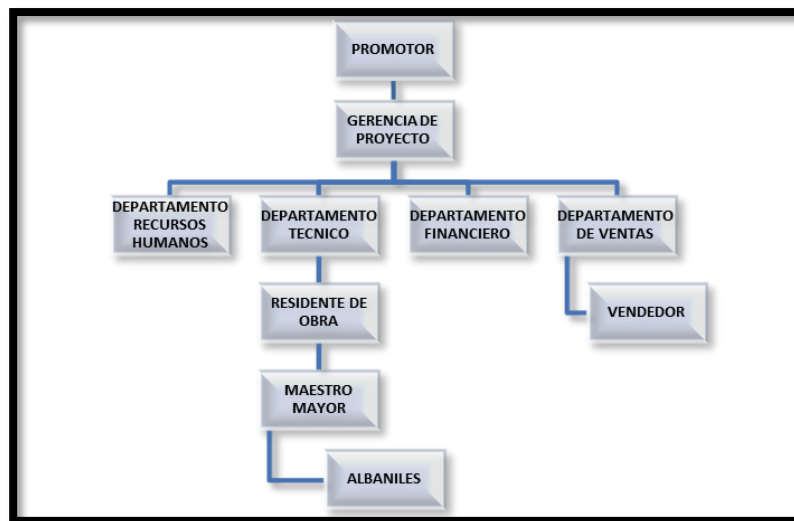 PROMOTOR
GERENCIA DE
PROYECTO
DEPARTAMENTO
RECURSOS
HUMANOS
DEPARTAMENTO
TECNICO
DEPARTAMENTO
FINANCIERO
DEPARTAMENTO
DE VENTAS
RESIDENTE DE
OBRA
VENDEDOR
MAESTRO
MAYOR
ALBANILES